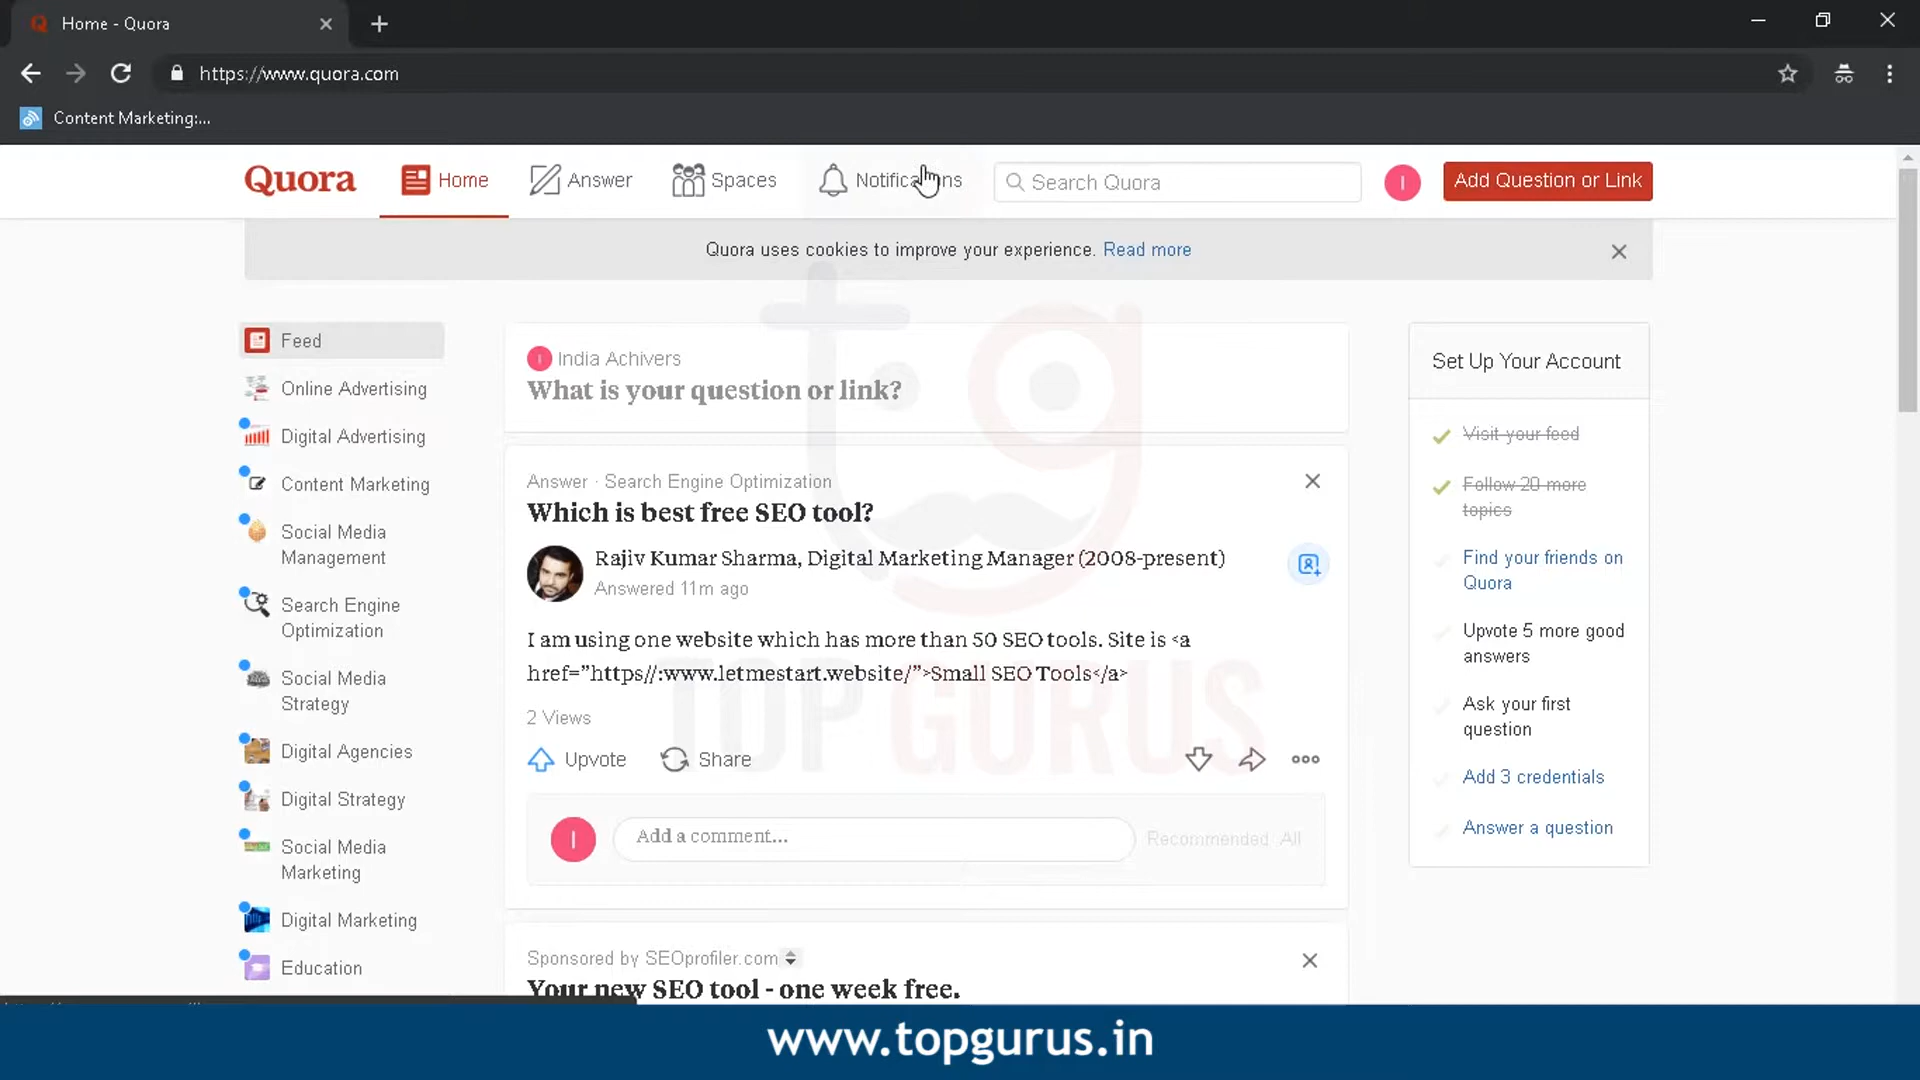 Home - Quora
https://www.quora.com
Content Marketing:...
Quora
Home
Answer
Spaces
Notifications
Search Quora
I
Add Question or Link
Quora uses cookies to improve your experience. Read more
Feed
Online Advertising
Digital Advertising
Content Marketing
Social Media
Management
Search Engine
Optimization
Social Media
Strategy
Digital Agencies
Digital Strategy
Social Media
Marketing
Digital Marketing
Education
I India Achivers
What is your question or link?
Answer · Search Engine Optimization
Which is best free SEO tool?
Rajiv Kumar Sharma, Digital Marketing Manager (2008-present)
Answered 11m ago
I am using one website which has more than 50 SEO tools. Site is <a
href=”https//:www.letmestart.website/”>Small SEO Tools</a>
2 Views
Upvote
Share
I
Add a comment...
Recommended All
Sponsored by SEOprofiler.com
Your new SEO tool - one week free.
Set Up Your Account
Visit your feed
Follow 20 more
topics
Find your friends on
Quora
Upvote 5 more good
answers
Ask your first
question
Add 3 credentials
Answer a question
tg
TOP GURUS
www.topgurus.in